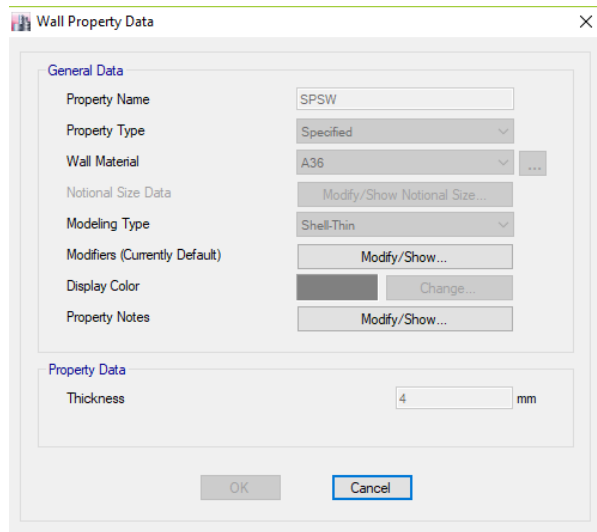 Wall Property Data
General Data
Property Name SPSW
Property Type Specified
Wall Material A36 ...
Notional Size Data Modify/Show Notional Size...
Modeling Type Shell-Thin
Modifiers (Currently Default) Modify/Show...
Display Color Change...
Property Notes Modify/Show...
Property Data
Thickness 4 mm
OK Cancel